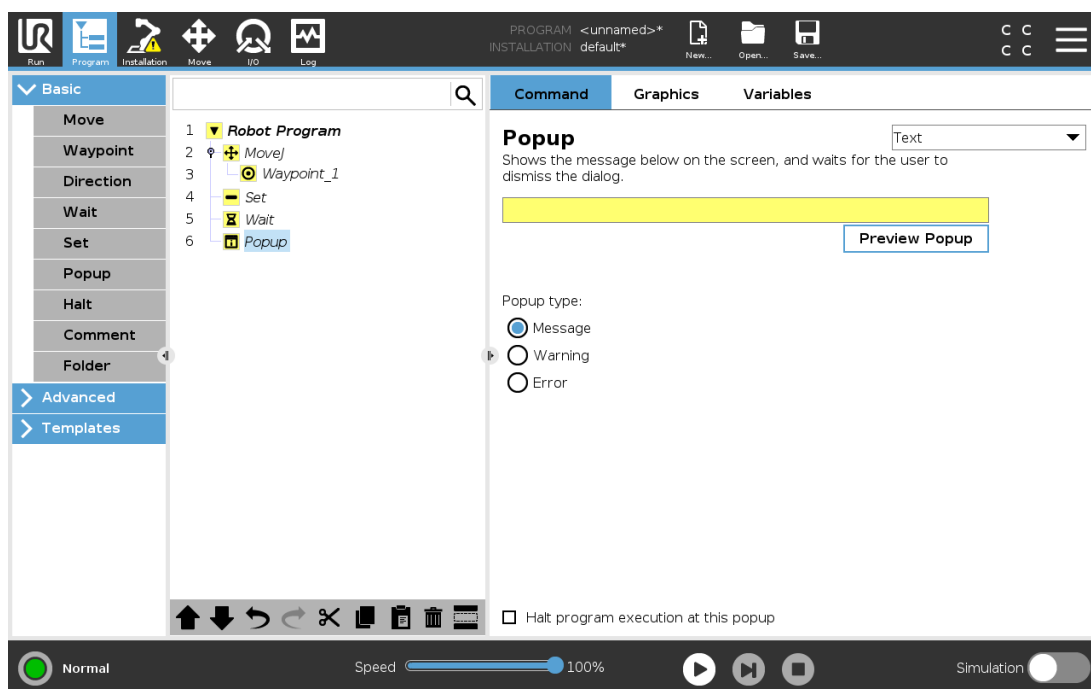 PROGRAM <unnamed>*
INSTALLATION default*
UR
Run
Program
Installation
Move
I/O
Log
New...
Open...
Save...
C C
C C
Basic
Move
Waypoint
Direction
Wait
Set
Popup
Halt
Comment
Folder
Advanced
Templates
1 Robot Program
2 MoveJ
3 Waypoint_1
4 Set
5 Wait
6 Popup
Command Graphics Variables
Popup
Text
Shows the message below on the screen, and waits for the user to
dismiss the dialog.
Preview Popup
Popup type:
Message
Warning
Error
Halt program execution at this popup
Normal
Speed 100%
Simulation